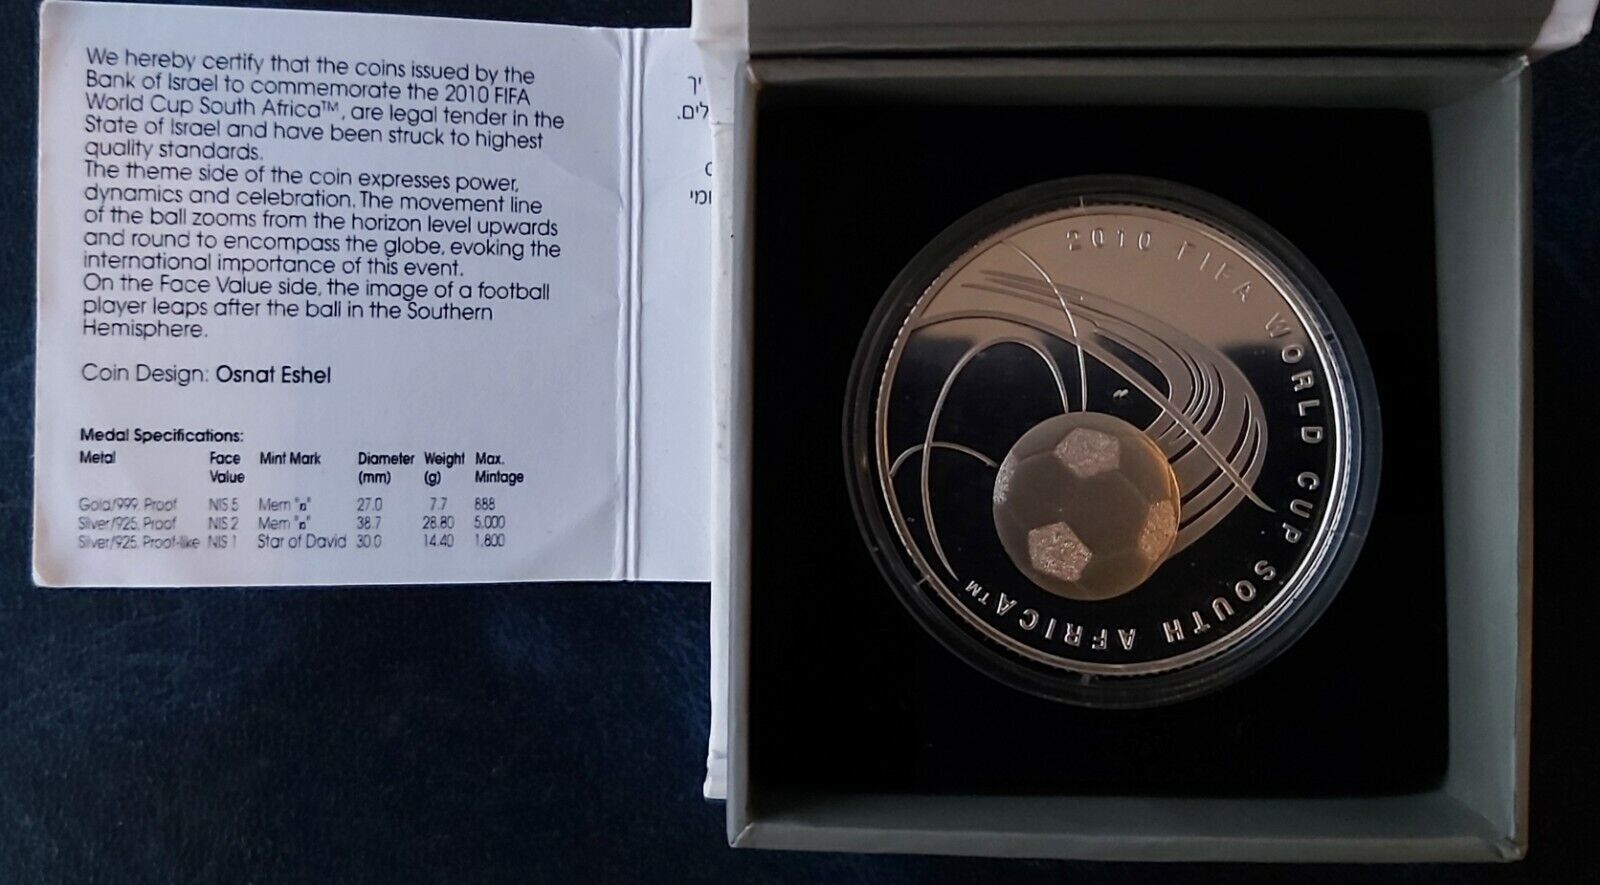 We hereby certify that the coins issued by the
Bank of Israel to commemorate the 2010 FIFA
World Cup South Africa™, are legal tender in the
State of Israel and have been struck to highest
quality standards.
The theme side of the coin expresses power,
dynamics and celebration. The movement line
of the ball zooms from the horizon level upwards
and round to encompass the globe, evoking the
international importance of this event.
On the Face Value side, the image of a football
player leaps after the ball in the Southern
Hemisphere.
Coin Design: Osnat Eshel
Medal Specifications:
Metal Face Value Mint Mark Diameter (mm) Weight (g) Max. Mintage
Gold/999, Proof NIS 5 Mem "מ" 27.0 7.7 888
Silver/925, Proof NIS 2 Mem "מ" 38.7 28.80 5,000
Silver/925, Proof-like NIS 1 Star of David 30.0 14.40 1,800
2010 FIFA WORLD CUP SOUTH AFRICA™